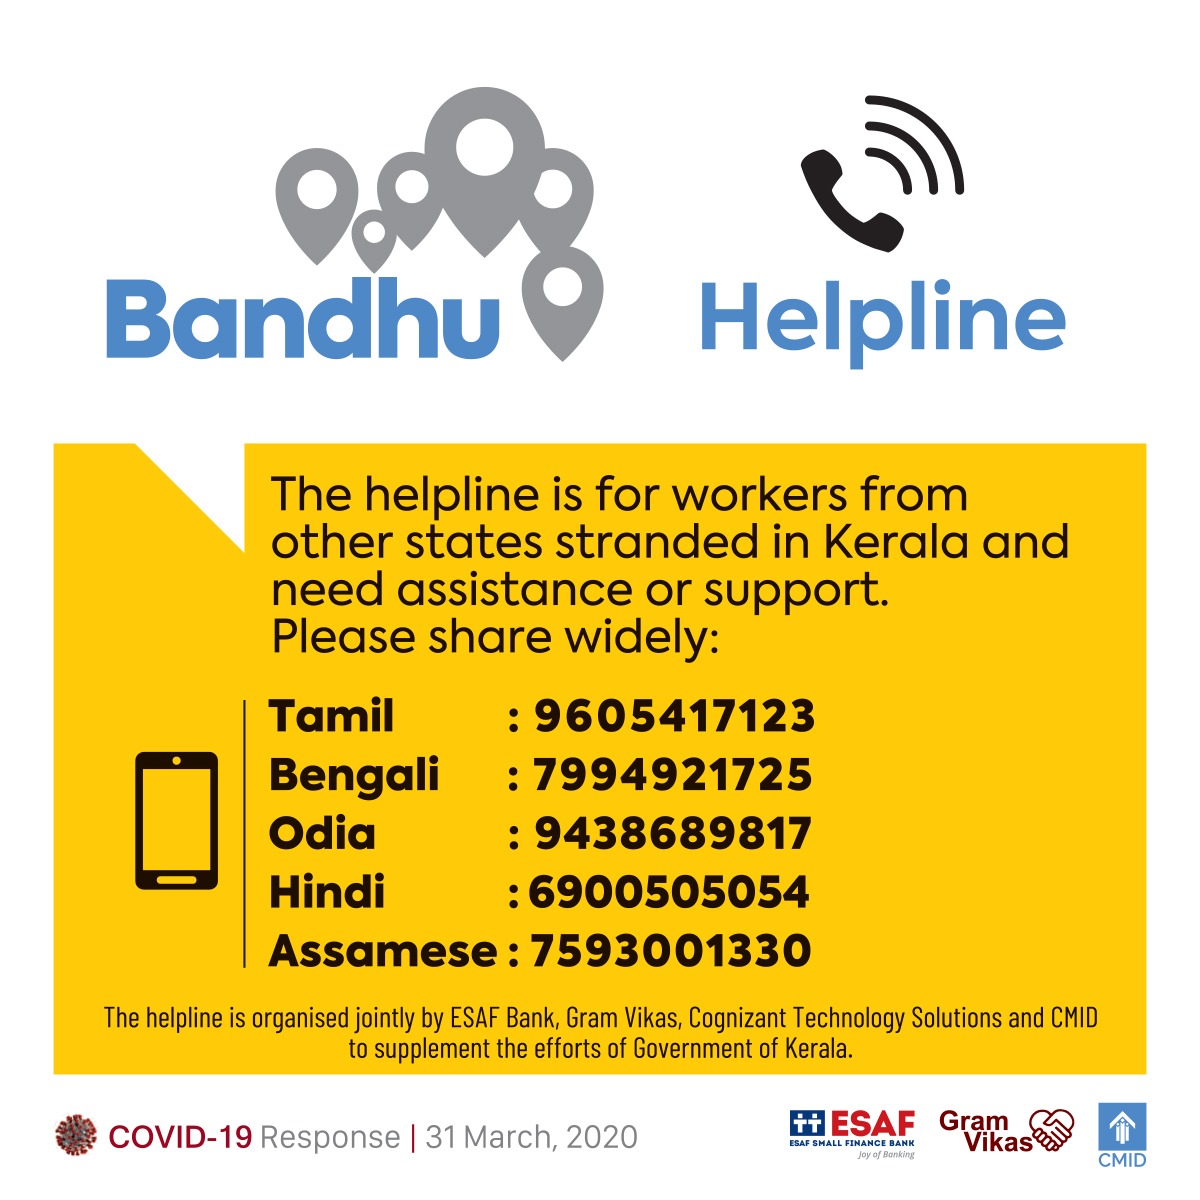 Bandhu
Helpline
The helpline is for workers from
other states stranded in Kerala and
need assistance or support.
Please share widely:
Tamil : 9605417123
Bengali : 7994921725
Odia : 9438689817
Hindi : 6900505054
Assamese : 7593001330
The helpline is organised jointly by ESAF Bank, Gram Vikas, Cognizant Technology Solutions and CMID
to supplement the efforts of Government of Kerala.
COVID-19 Response | 31 March, 2020
ESAF
ESAF SMALL FINANCE BANK
Joy of Banking
Gram
Vikas
CMID